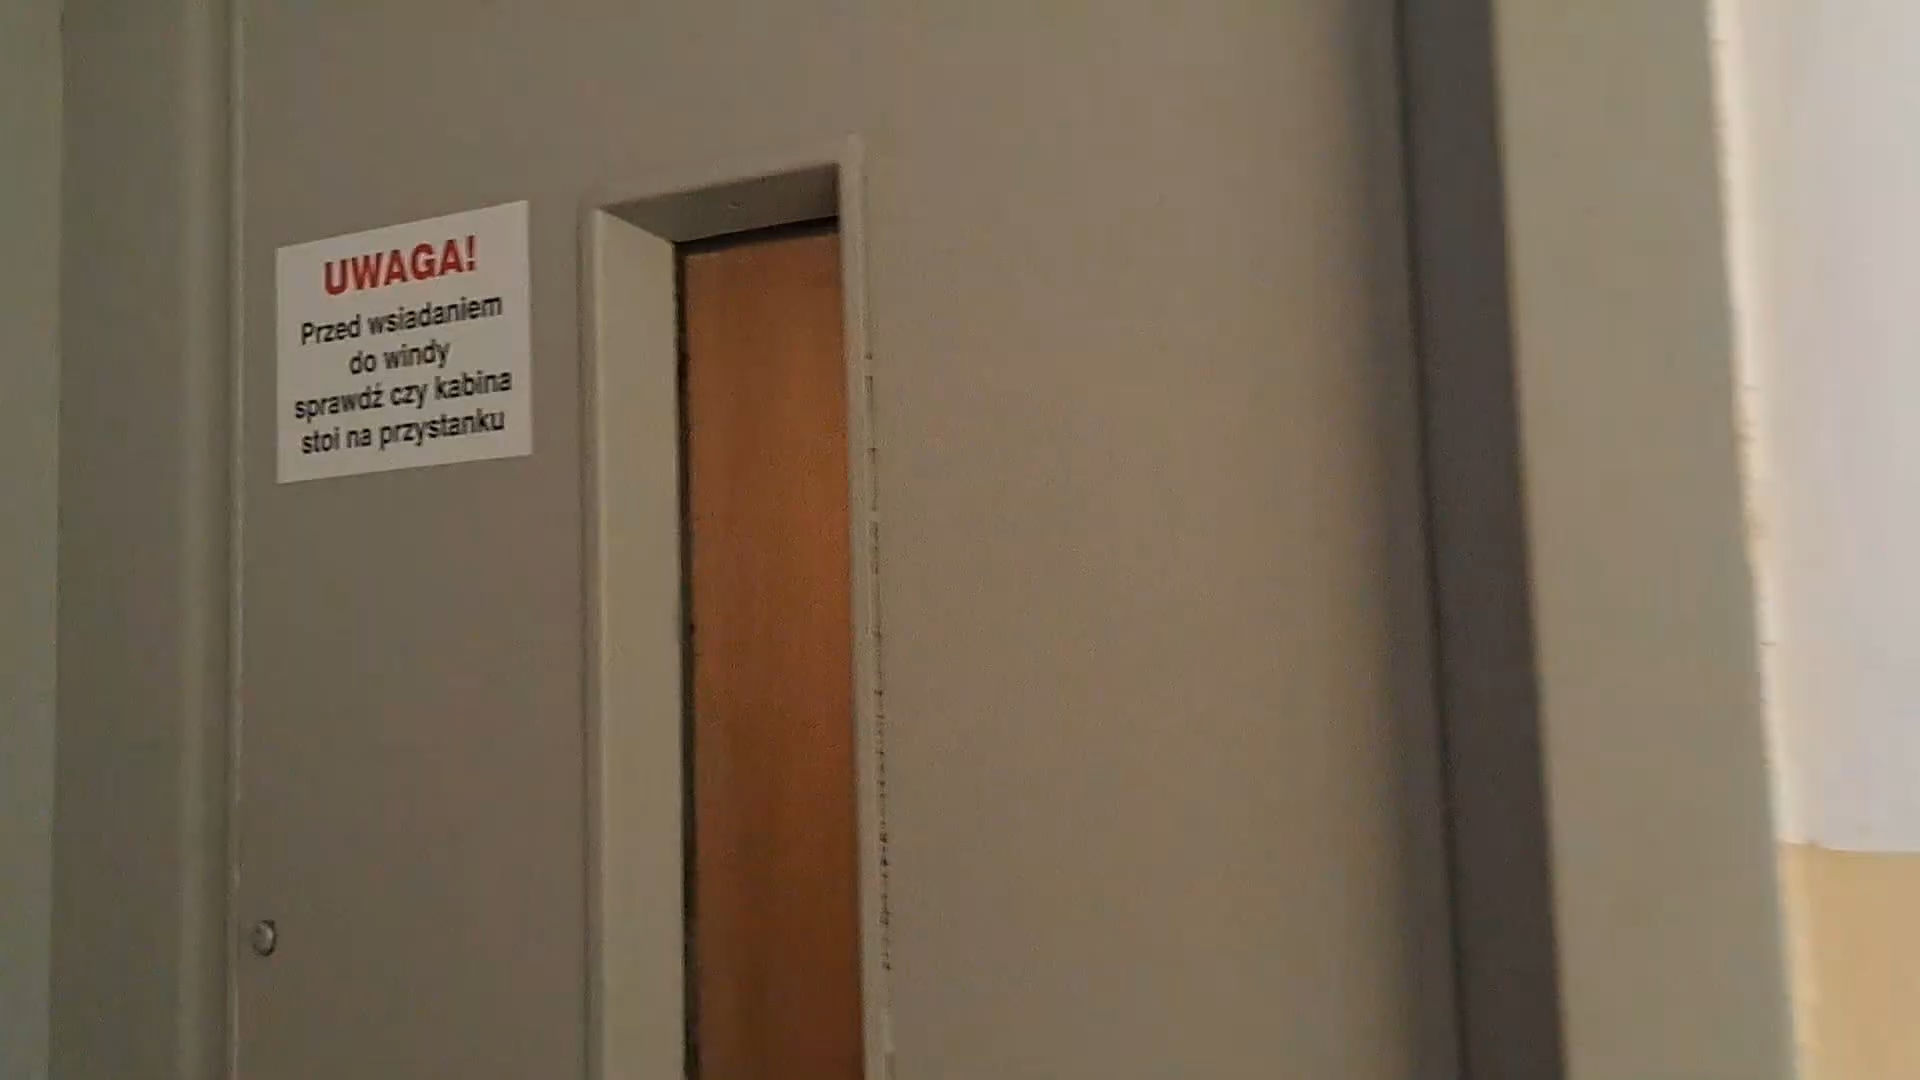 UWAGA!
Przed wsiadaniem
do windy
sprawdź czy kabina
stoi na przystanku